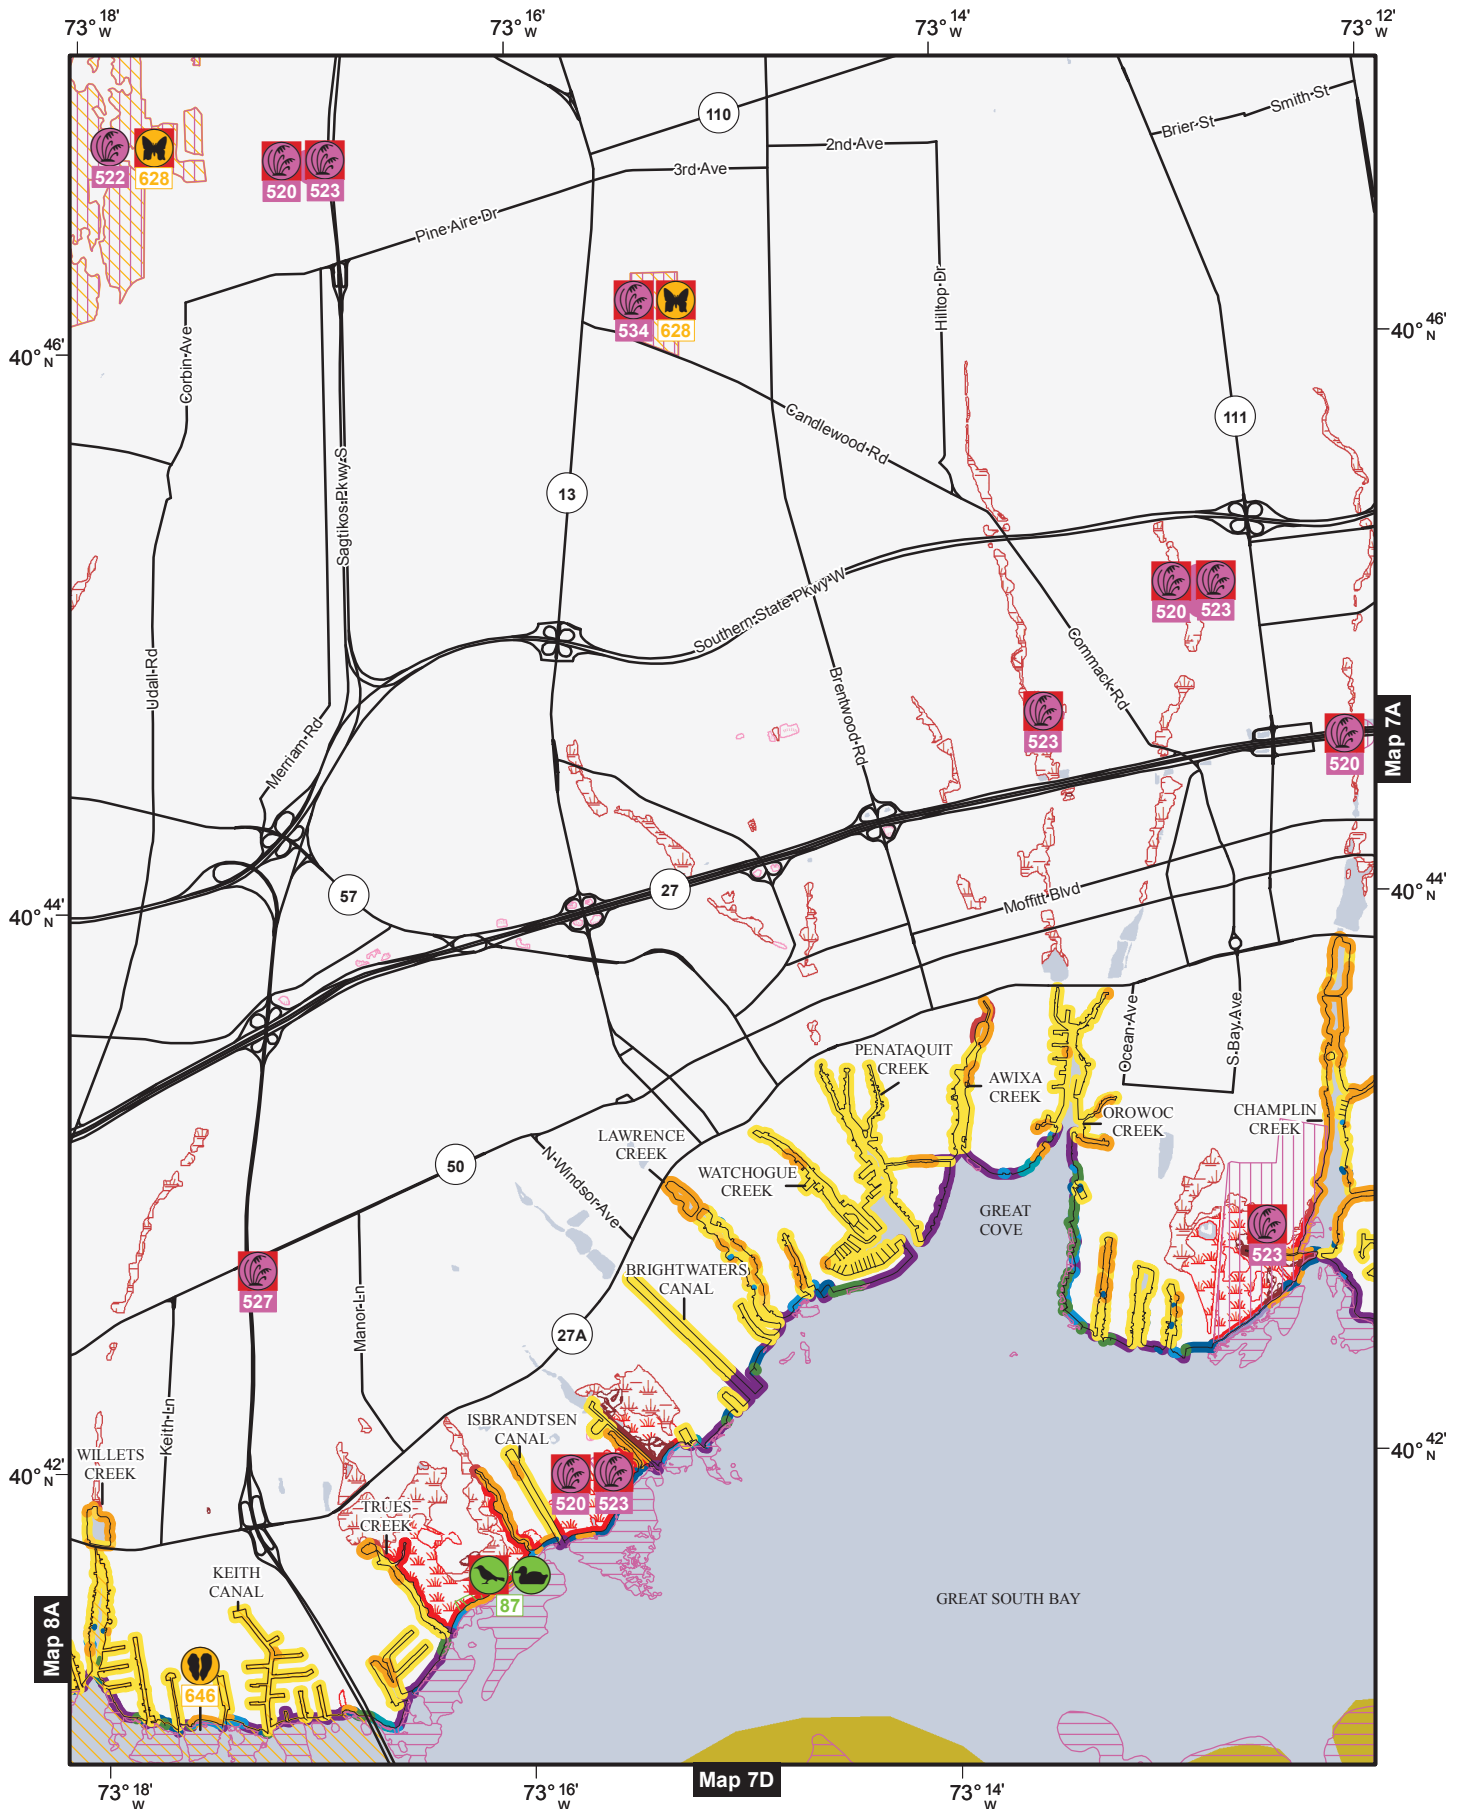 73° 18' W
73° 16' W
73° 14' W
73° 12' W
110
Smith St
Brier St
2nd Ave
3rd Ave
522
628
520
523
Pine Aire Dr
Hilltop Dr
534
628
40° 46' N
40° 46' N
Corbin Ave
Candlewood Rd
111
Sagtikos Pkwy S
13
Southern State Pkwy W
520
523
Udall Rd
Commack Rd
Brentwood Rd
Merriam Rd
523
520
Map 7A
57
27
Moffitt Blvd
40° 44' N
40° 44' N
Ocean Ave
S Bay Ave
PENATAQUIT
CREEK
AWIXA
CREEK
OROWOC
CREEK
CHAMPLIN
CREEK
LAWRENCE
CREEK
50
N Windsor Ave
WATCHOGUE
CREEK
GREAT
COVE
523
BRIGHTWATERS
CANAL
527
Manor Ln
27A
Keith Ln
ISBRANDTSEN
CANAL
WILLETS
CREEK
40° 42' N
40° 42' N
520
523
TRUES
CREEK
KEITH
CANAL
87
GREAT SOUTH BAY
Map 8A
646
Map 7D
73° 18' W
73° 16' W
73° 14' W